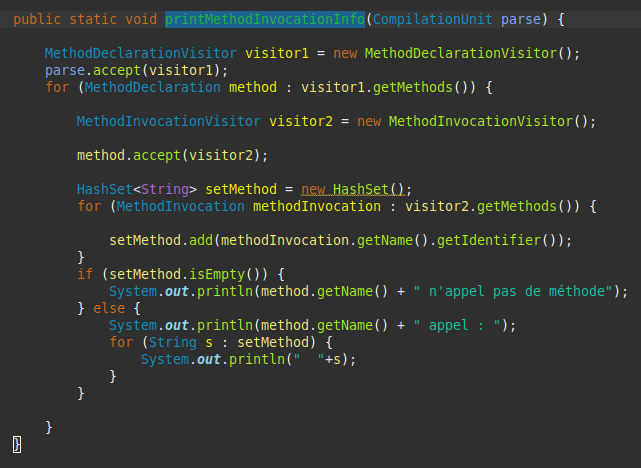 public static void printMethodInvocationInfo(CompilationUnit parse) {
MethodDeclarationVisitor visitor1 = new MethodDeclarationVisitor();
parse.accept(visitor1);
for (MethodDeclaration method : visitor1.getMethods()) {
MethodInvocationVisitor visitor2 = new MethodInvocationVisitor();
method.accept(visitor2);
HashSet<String> setMethod = new HashSet();
for (MethodInvocation methodInvocation : visitor2.getMethods()) {
setMethod.add(methodInvocation.getName().getIdentifier());
}
if (setMethod.isEmpty()) {
System.out.println(method.getName() + " n'appel pas de méthode");
} else {
System.out.println(method.getName() + " appel : ");
for (String s : setMethod) {
System.out.println("  "+s);
}
}
}
}